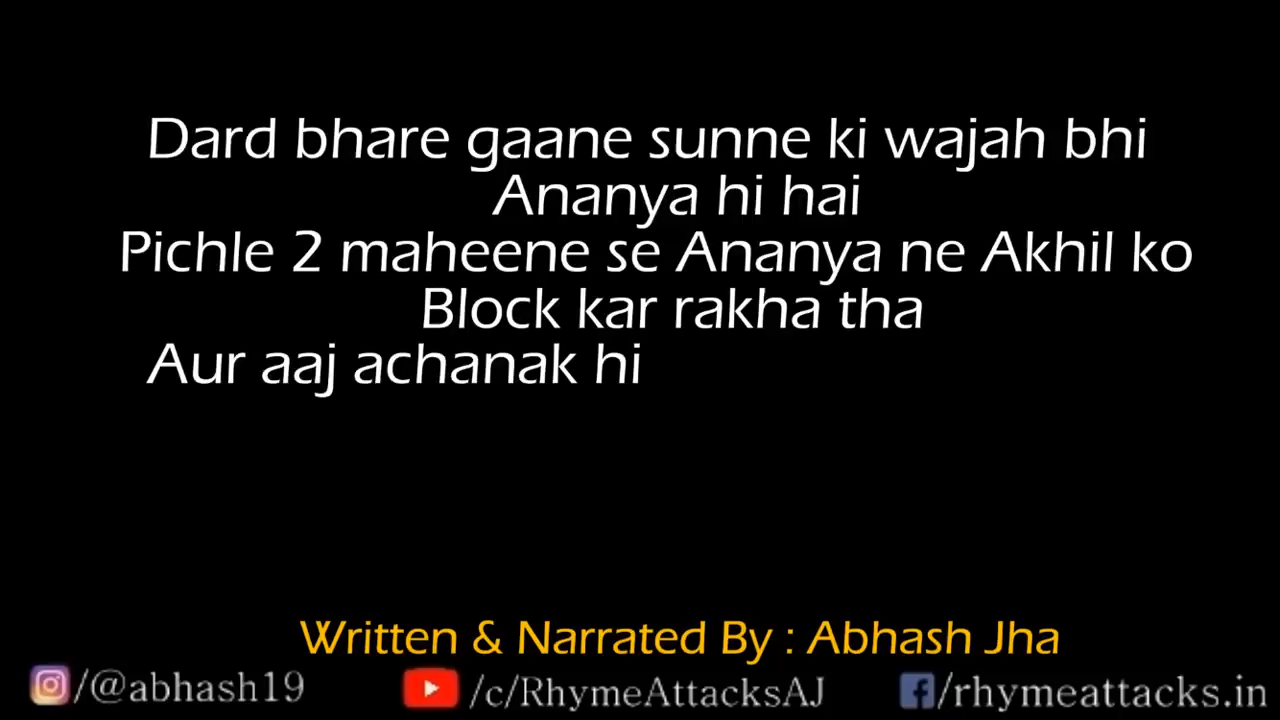 Dard bhare gaane sunne ki wajah bhi
Ananya hi hai
Pichle 2 maheene se Ananya ne Akhil ko
Block kar rakha tha
Aur aaj achanak hi
Written & Narrated By : Abhash Jha
/@abhash19 /c/RhymeAttacksAJ /rhymeattacks.in